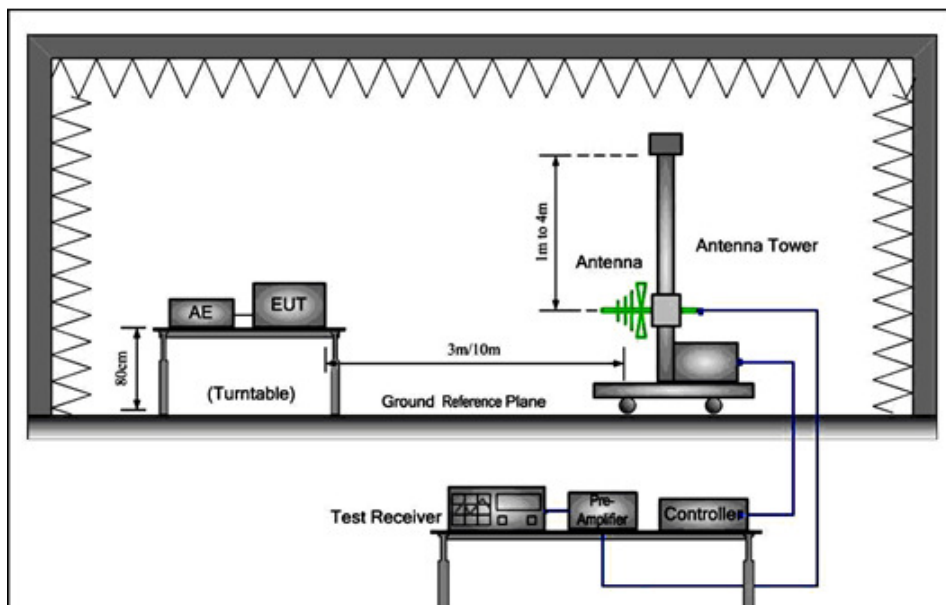 1m to 4m
Antenna
Antenna Tower
AE
EUT
3m/10m
80cm
(Turntable)
Ground Reference Plane
Test Receiver
Pre-
Amplifier
Controller